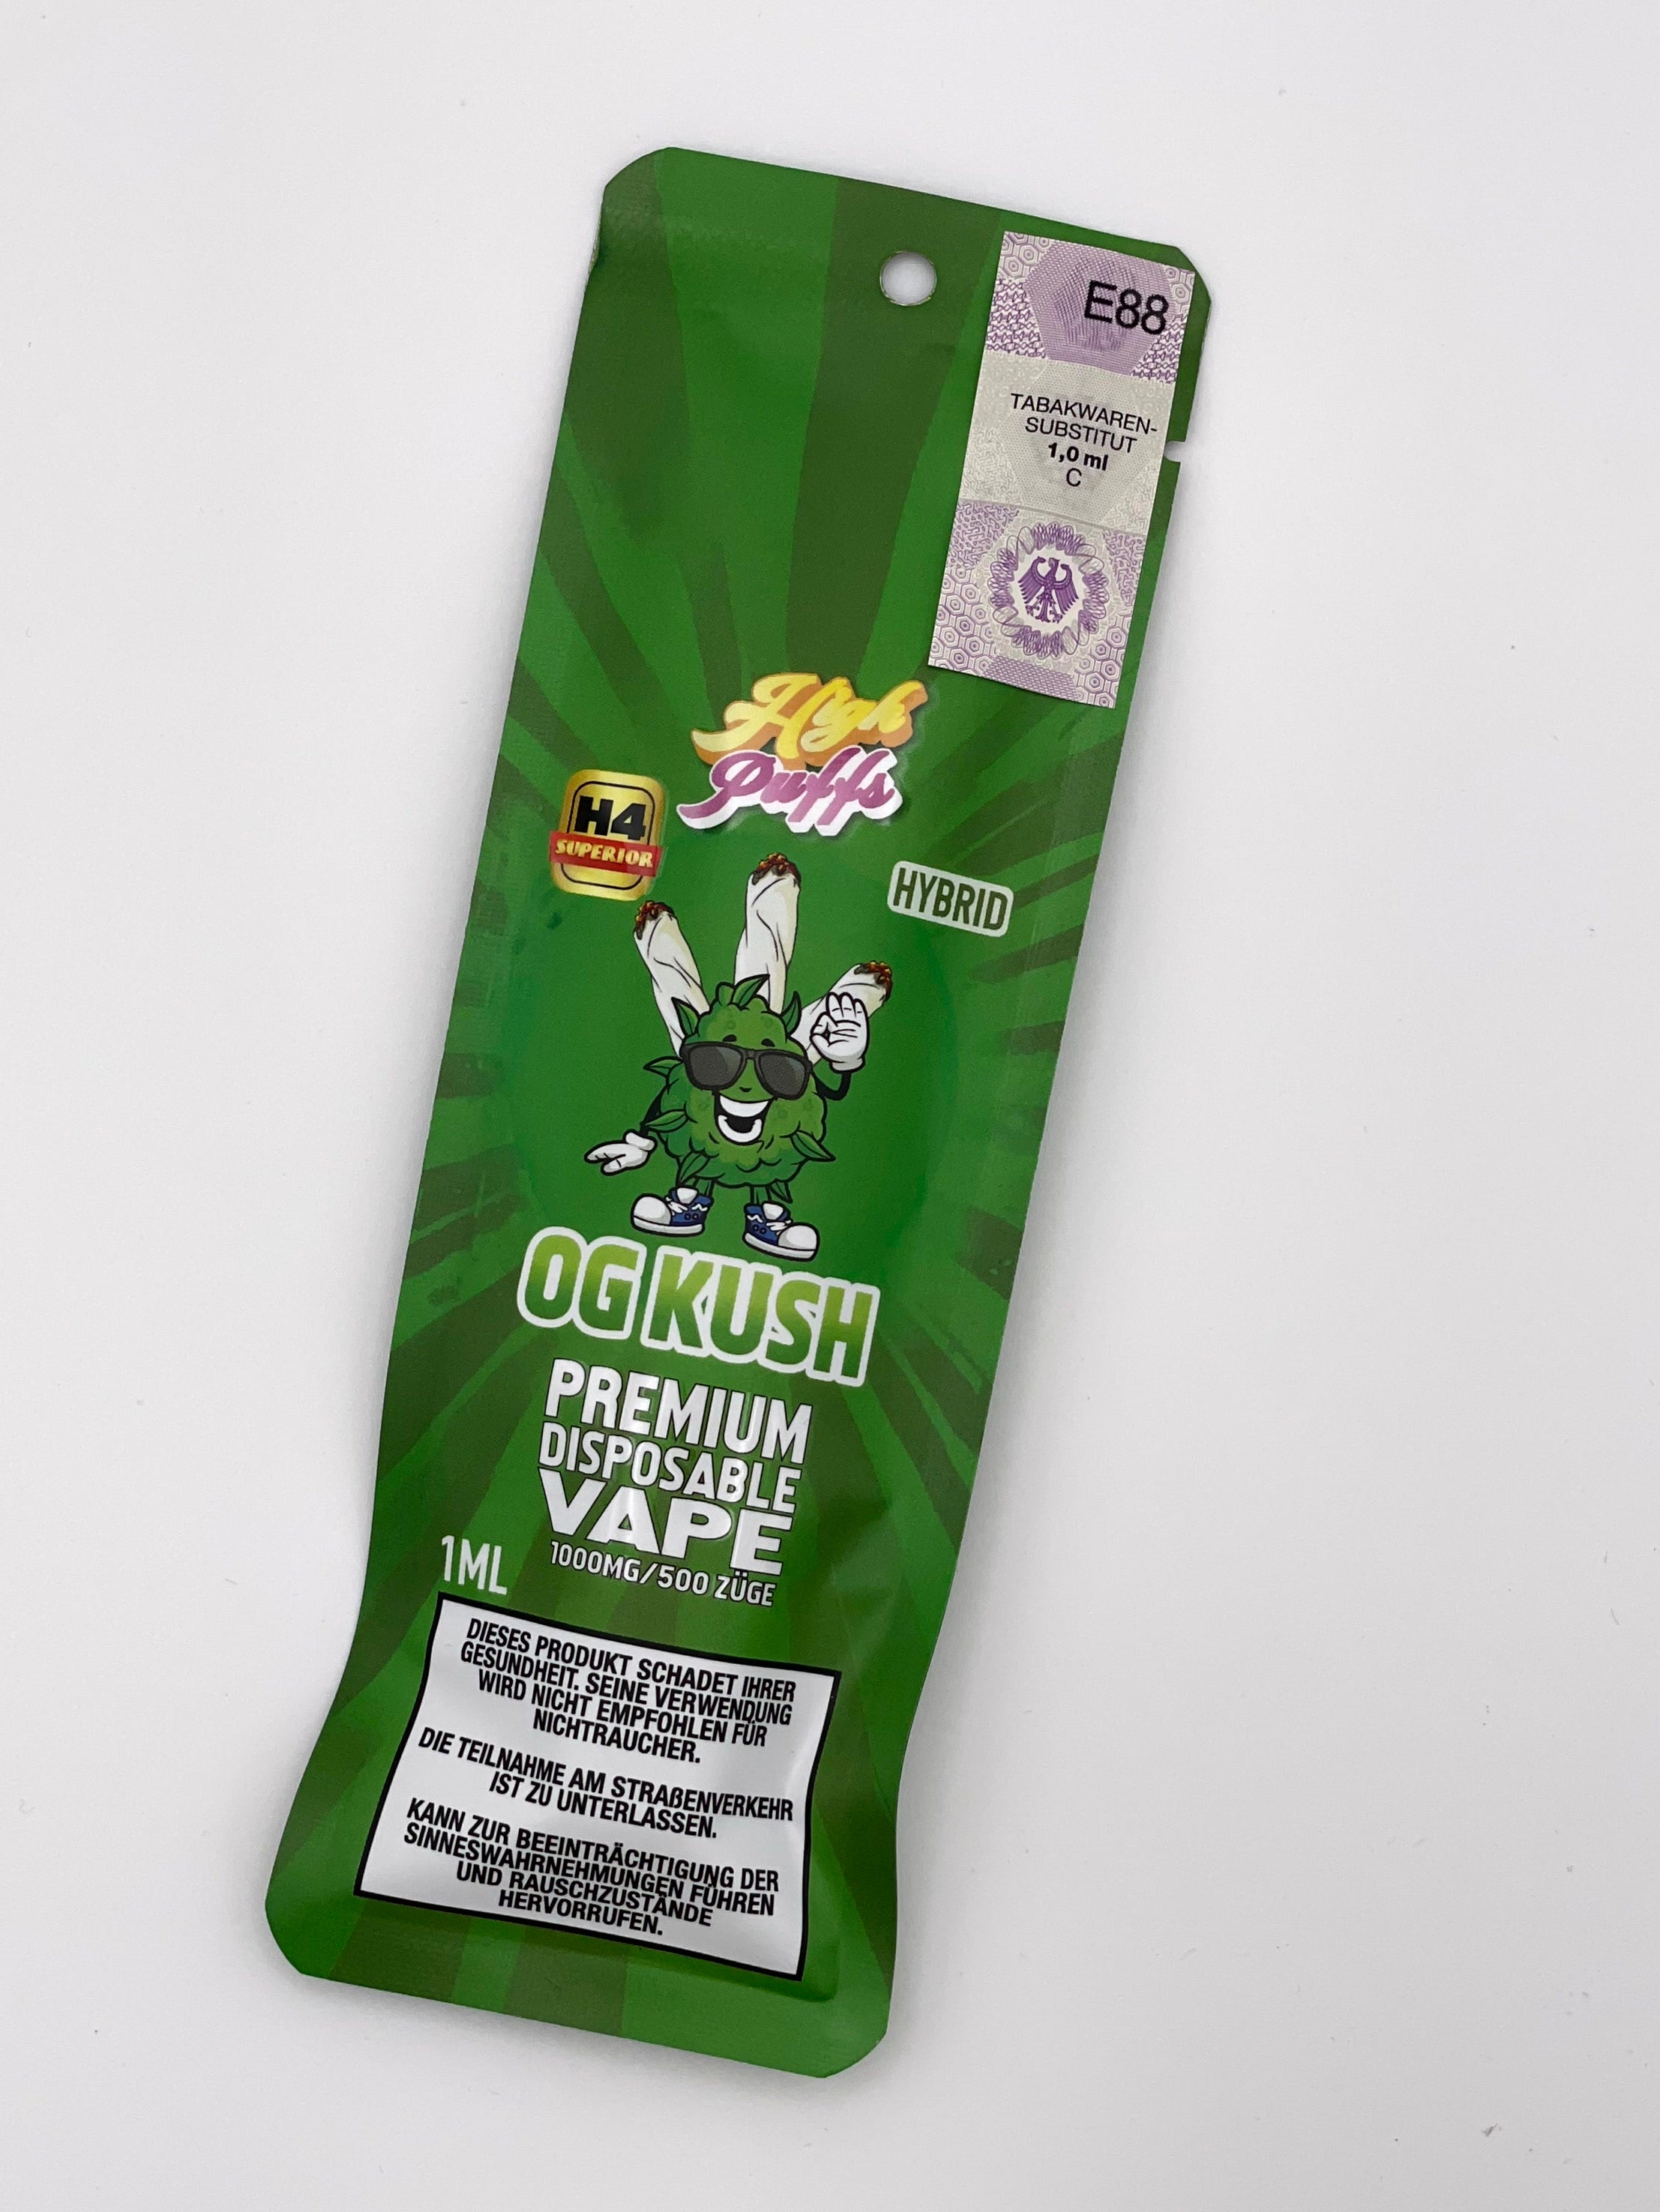 E88
TABAKWAREN-
SUBSTITUT
1,0 ml
C
High
Puffs
H4
SUPERIOR
HYBRID
OG KUSH
PREMIUM
DISPOSABLE
VAPE
1000MG/500 ZÜGE
1ML
DIESES PRODUKT SCHADET IHRER
GESUNDHEIT. SEINE VERWENDUNG
WIRD NICHT EMPFOHLEN FÜR
NICHTRAUCHER.
DIE TEILNAHME AM STRAßENVERKEHR
IST ZU UNTERLASSEN.
KANN ZUR BEEINTRÄCHTIGUNG DER
SINNESWAHRNEHMUNGEN FÜHREN
UND RAUSCHZUSTÄNDE
HERVORRUFEN.